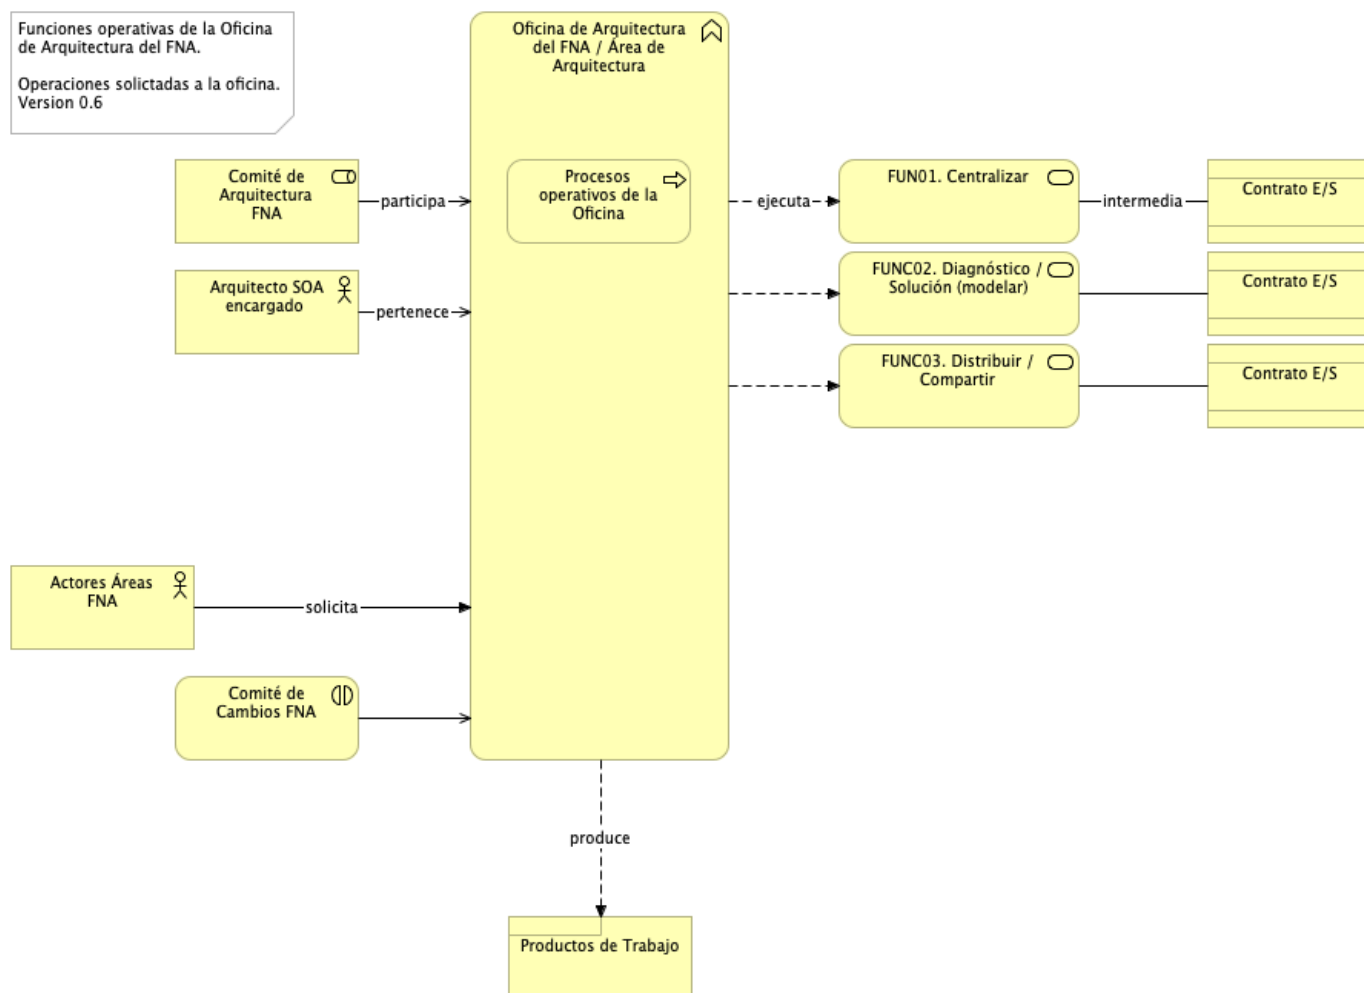 Funciones operativas de la Oficina
de Arquitectura del FNA.
Operaciones solictadas a la oficina.
Version 0.6
Oficina de Arquitectura
del FNA / Área de
Arquitectura
Comité de
Arquitectura
FNA
participa
Procesos
operativos de la
Oficina
ejecuta
FUN01. Centralizar
intermedia
Contrato E/S
Arquitecto SOA
encargado
pertenece
FUNC02. Diagnóstico /
Solución (modelar)
Contrato E/S
FUNC03. Distribuir /
Compartir
Contrato E/S
Actores Áreas
FNA
solicita
Comité de
Cambios FNA
produce
Productos de Trabajo